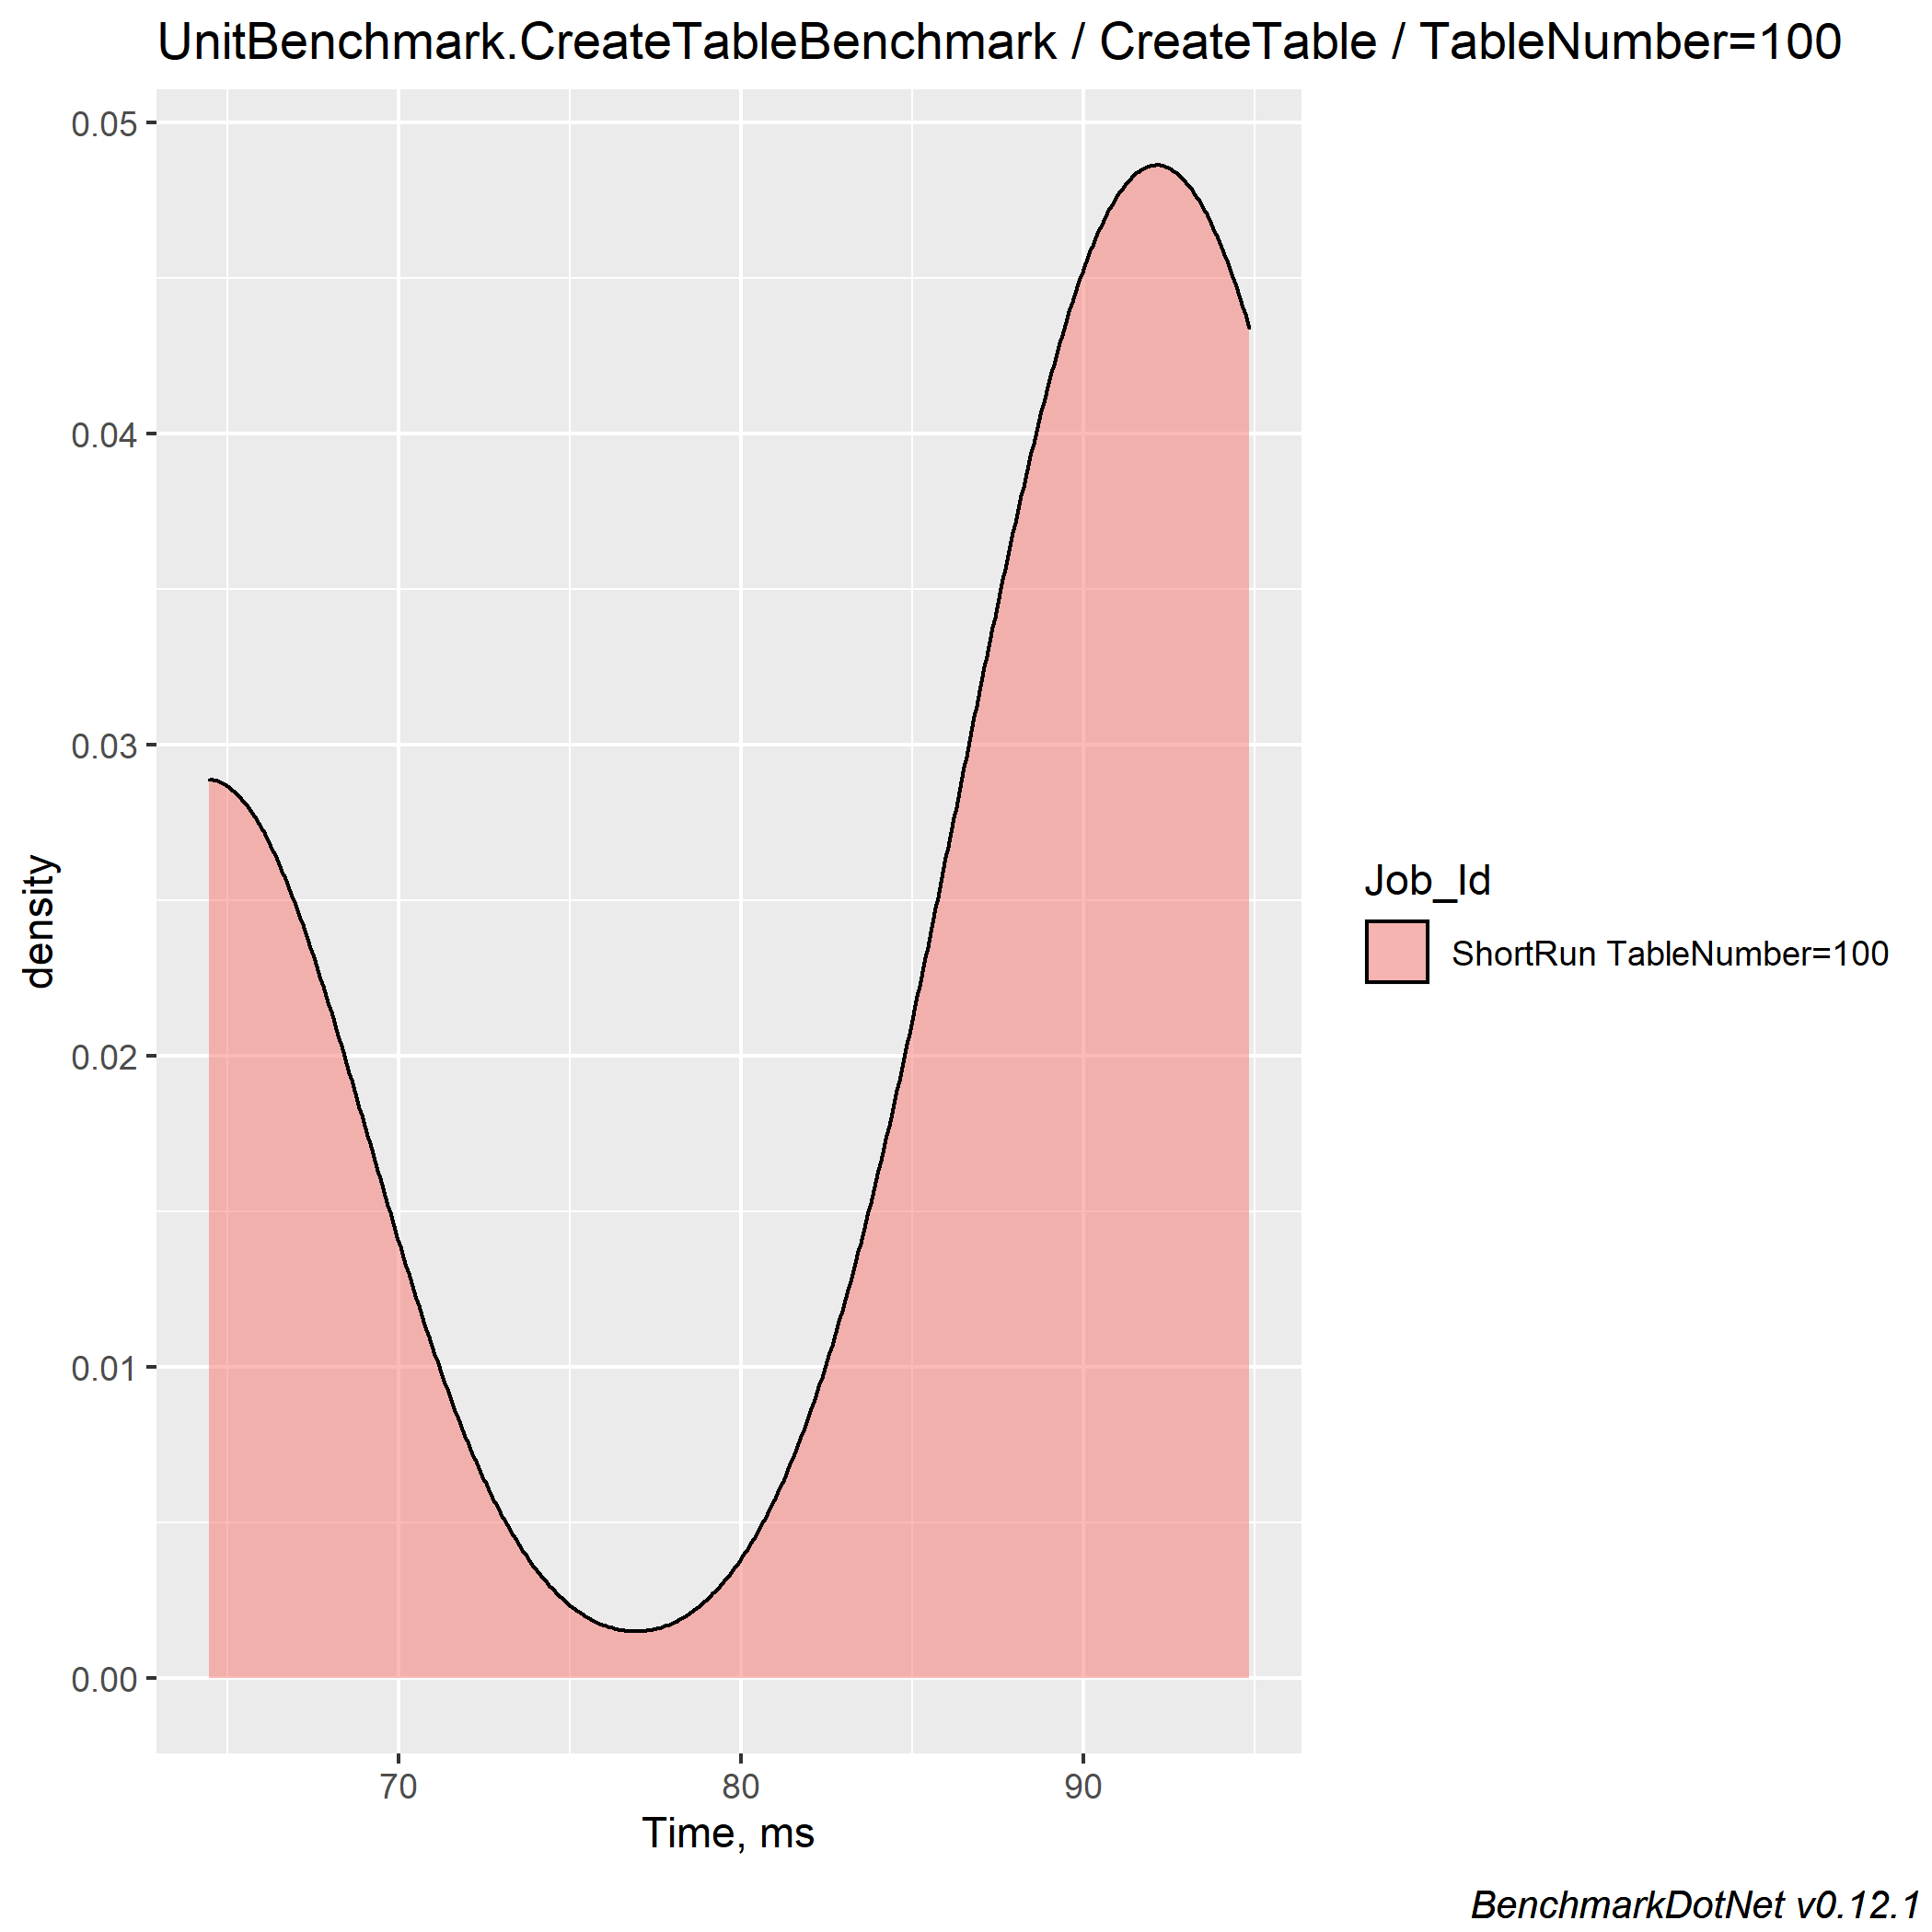 UnitBenchmark.CreateTableBenchmark / CreateTable / TableNumber=100
0.05
0.04
0.03
0.02
0.01
0.00
density
70 80 90
Time, ms
Job_Id
ShortRun TableNumber=100
BenchmarkDotNet v0.12.1